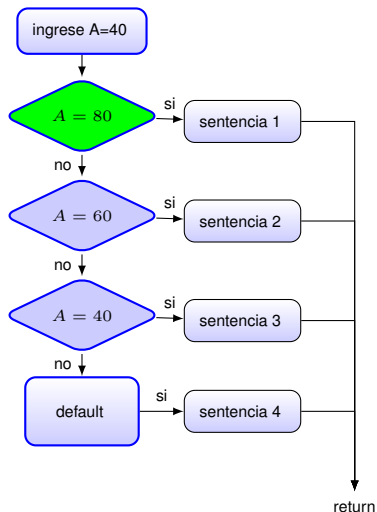 ingrese A=40
A = 80
si
sentencia 1
no
A = 60
si
sentencia 2
no
A = 40
si
sentencia 3
no
default
si
sentencia 4
return